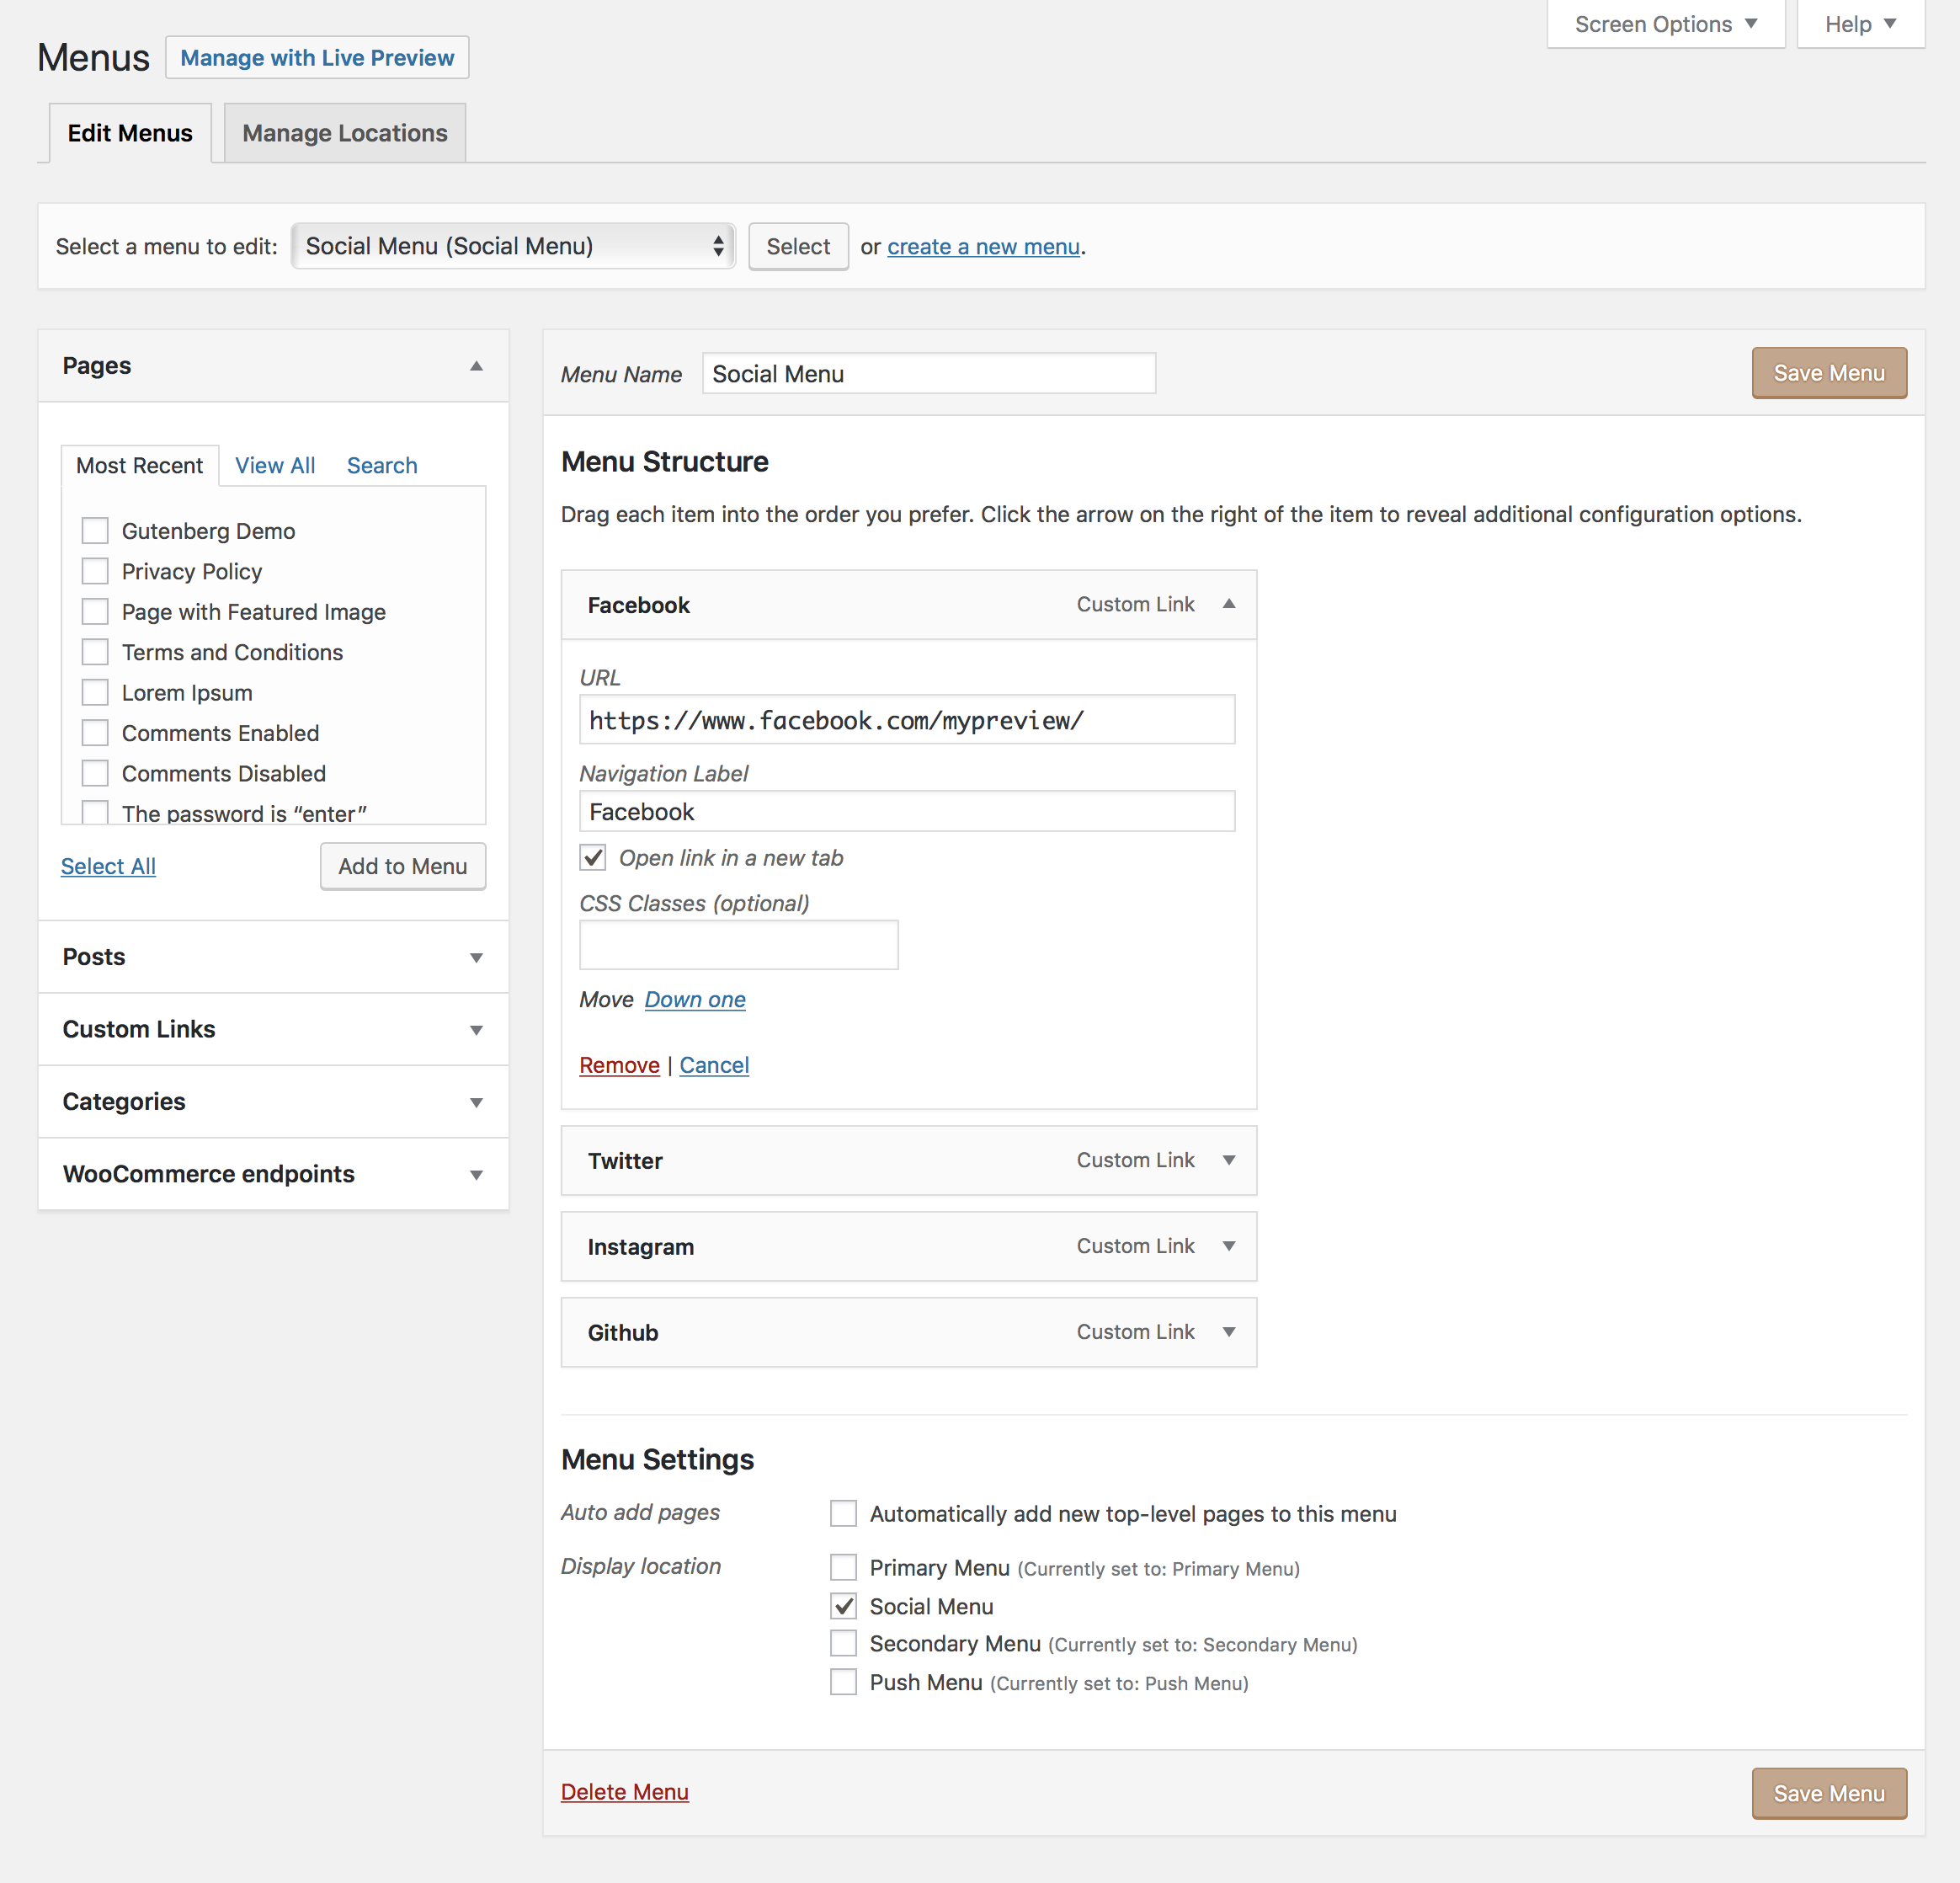 Screen Options
Help
Menus
Manage with Live Preview
Edit Menus
Manage Locations
Select a menu to edit: Social Menu (Social Menu) Select or create a new menu.
Pages
Most Recent View All Search
Gutenberg Demo
Privacy Policy
Page with Featured Image
Terms and Conditions
Lorem Ipsum
Comments Enabled
Comments Disabled
The password is “enter”
Select All Add to Menu
Posts
Custom Links
Categories
WooCommerce endpoints
Menu Name Social Menu Save Menu
Menu Structure
Drag each item into the order you prefer. Click the arrow on the right of the item to reveal additional configuration options.
Facebook Custom Link
URL
https://www.facebook.com/mypreview/
Navigation Label
Facebook
Open link in a new tab
CSS Classes (optional)
Move Down one
Remove | Cancel
Twitter Custom Link
Instagram Custom Link
Github Custom Link
Menu Settings
Auto add pages Automatically add new top-level pages to this menu
Display location Primary Menu (Currently set to: Primary Menu)
Social Menu
Secondary Menu (Currently set to: Secondary Menu)
Push Menu (Currently set to: Push Menu)
Delete Menu Save Menu